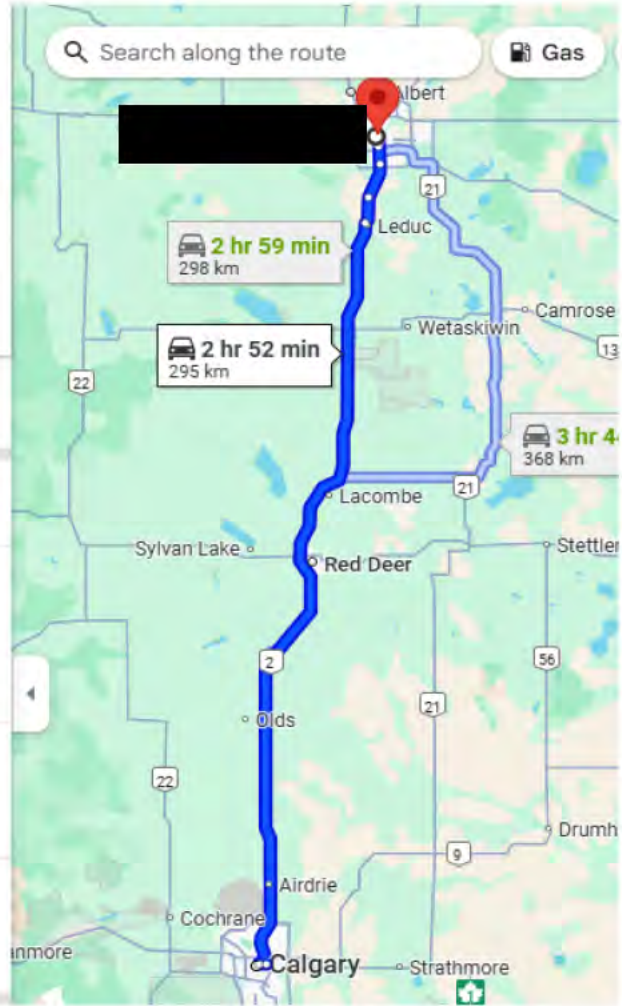 Search along the route
Gas
Albert
21
Leduc
2 hr 59 min
298 km
Camrose
Wetaskiwin
13
2 hr 52 min
295 km
22
3 hr 4
368 km
21
Lacombe
Sylvan Lake
Stettler
Red Deer
2
56
21
Olds
22
Drumh
9
Airdrie
Cochrane
anmore
Calgary
Strathmore
1